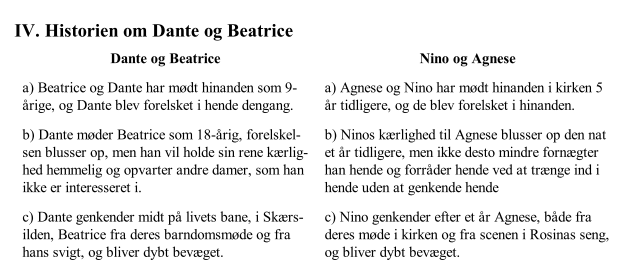 IV. Historien om Dante og Beatrice
Dante og Beatrice
a) Beatrice og Dante har mødt hinanden som 9-
årige, og Dante blev forelsket i hende dengang.
b) Dante møder Beatrice som 18-årig, forelskel-
sen blusser op, men han vil holde sin rene kærlig-
hed hemmelig og opvarter andre damer, som han
ikke er interesseret i.
c) Dante genkender midt på livets bane, i Skærs-
ilden, Beatrice fra deres barndomsmøde og fra
hans svigt, og bliver dybt bevæget.
Nino og Agnese
a) Agnese og Nino har mødt hinanden i kirken 5
år tidligere, og de blev forelsket i hinanden.
b) Ninos kærlighed til Agnese blusser op den nat
et år tidligere, men ikke desto mindre fornægter
han hende og forråder hende ved at trænge ind i
hende uden at genkende hende
c) Nino genkender efter et år Agnese, både fra
deres møde i kirken og fra scenen i Rosinas seng,
og bliver dybt bevæget.